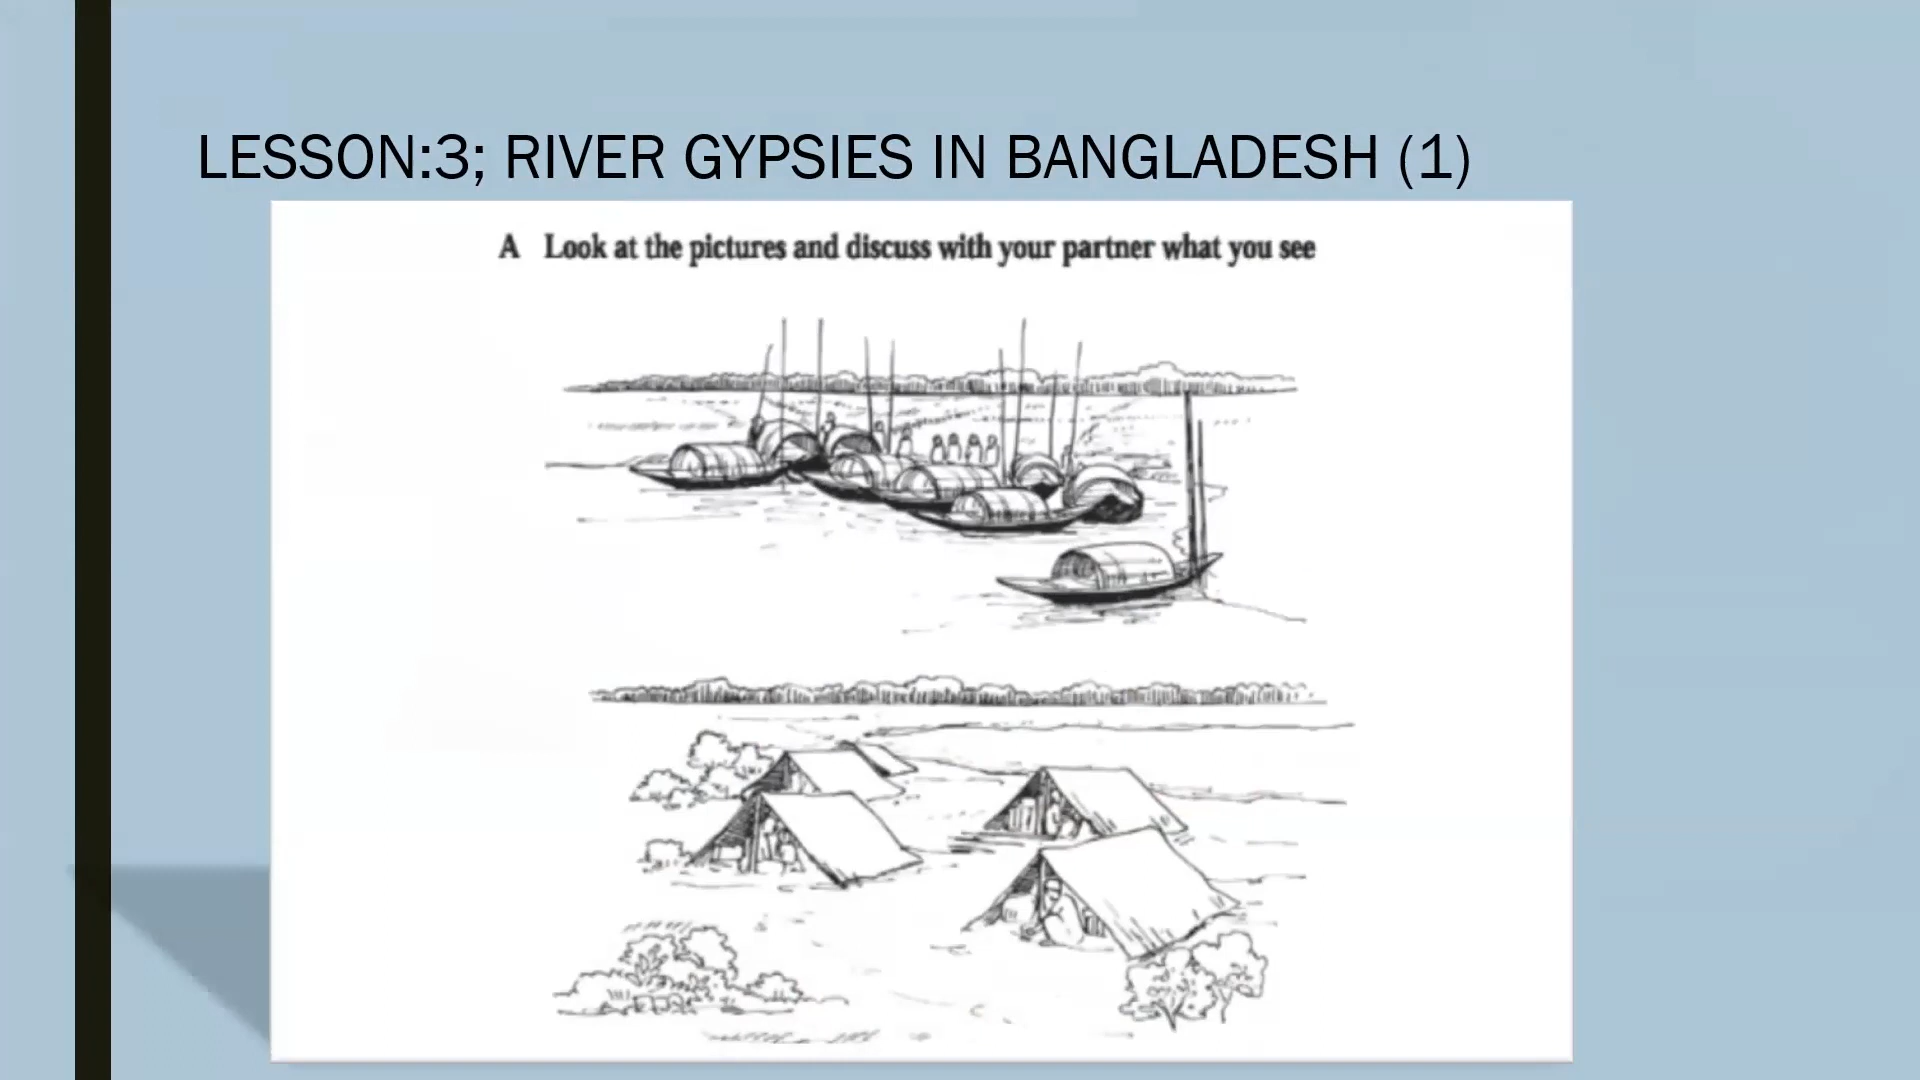 LESSON:3; RIVER GYPSIES IN BANGLADESH (1)
A Look at the pictures and discuss with your partner what you see